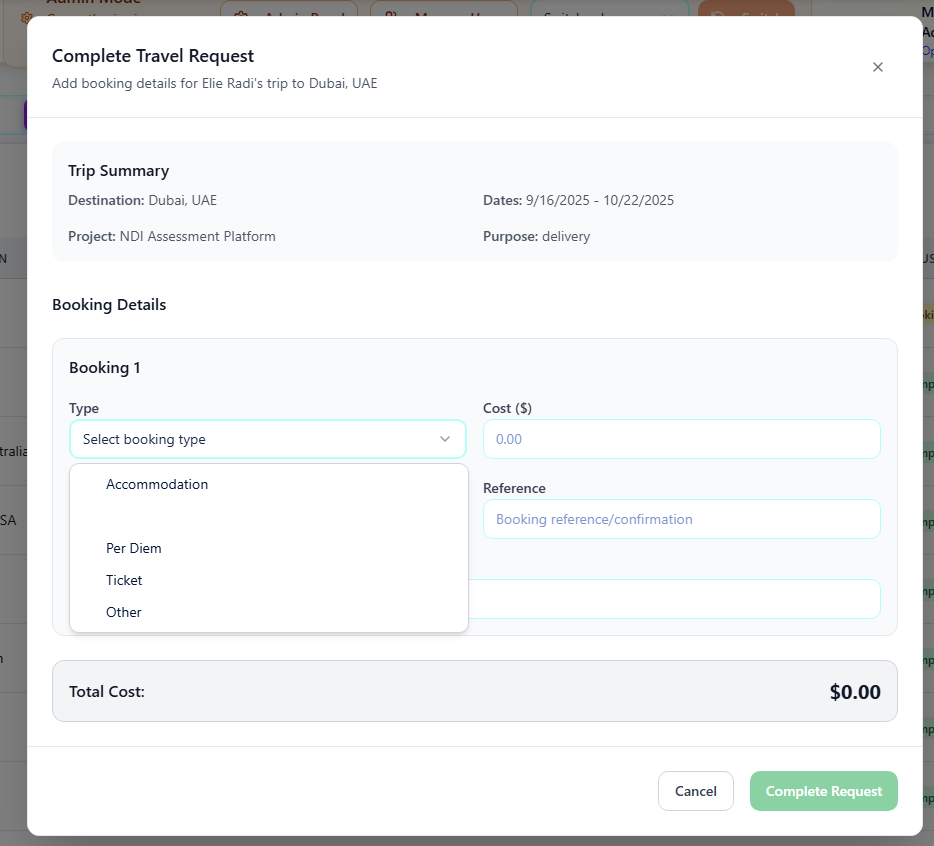 Admin Mode
Complete Travel Request
Add booking details for Elie Radi's trip to Dubai, UAE
Trip Summary
Destination: Dubai, UAE
Dates: 9/16/2025 - 10/22/2025
Project: NDI Assessment Platform
Purpose: delivery
Booking Details
Booking 1
Type
Cost ($)
Select booking type
0.00
Accommodation
Reference
Booking reference/confirmation
Per Diem
Ticket
Other
Total Cost:
$0.00
Cancel
Complete Request